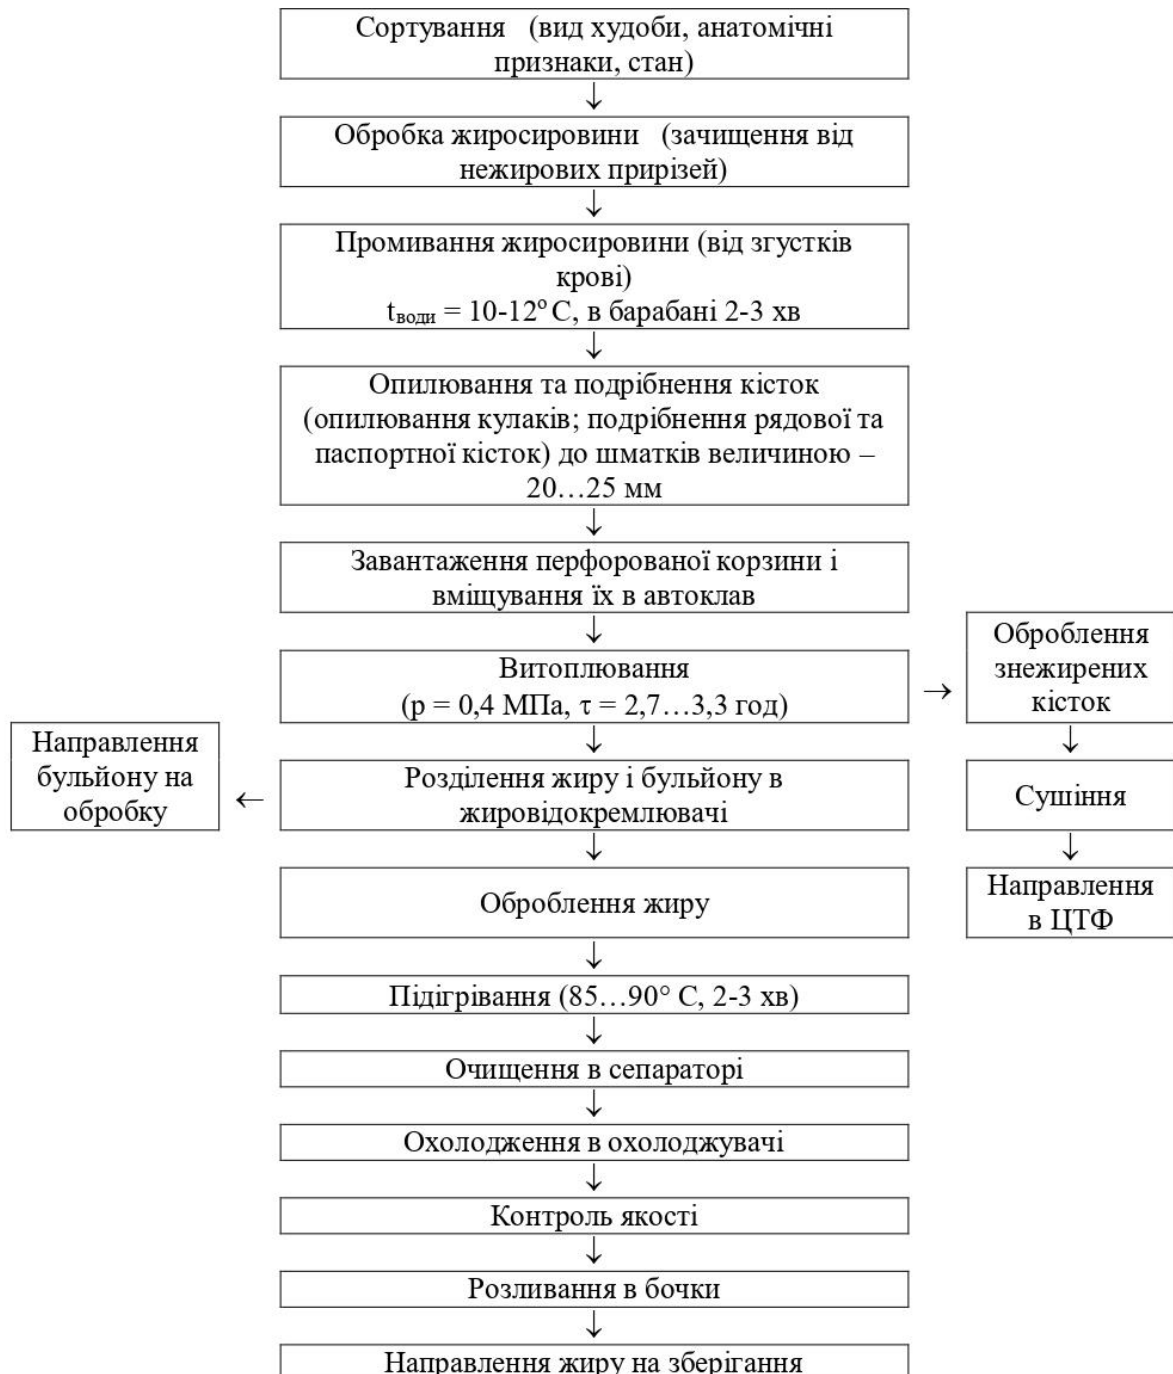 Сортування (вид худоби, анатомічні
признаки, стан)
↓
Обробка жиросировини (зачищення від
нежирових прирізей)
↓
Промивання жиросировини (від згустків
крові)
tводи = 10-12º С, в барабані 2-3 хв
↓
Опилювання та подрібнення кісток
(опилювання кулаків; подрібнення рядової та
паспортної кісток) до шматків величиною –
20…25 мм
↓
Завантаження перфорованої корзини і
вміщування їх в автоклав
↓
Витоплювання
(р = 0,4 МПа, τ = 2,7…3,3 год)
→
Оброблення
знежирених
кісток
↓
Сушіння
↓
Направлення
в ЦТФ
↓
Розділення жиру і бульйону в
жировідокремлювачі
←
Направлення
бульйону на
обробку
↓
Оброблення жиру
↓
Підігрівання (85…90° С, 2-3 хв)
↓
Очищення в сепараторі
↓
Охолодження в охолоджувачі
↓
Контроль якості
↓
Розливання в бочки
↓
Направлення жиру на зберігання